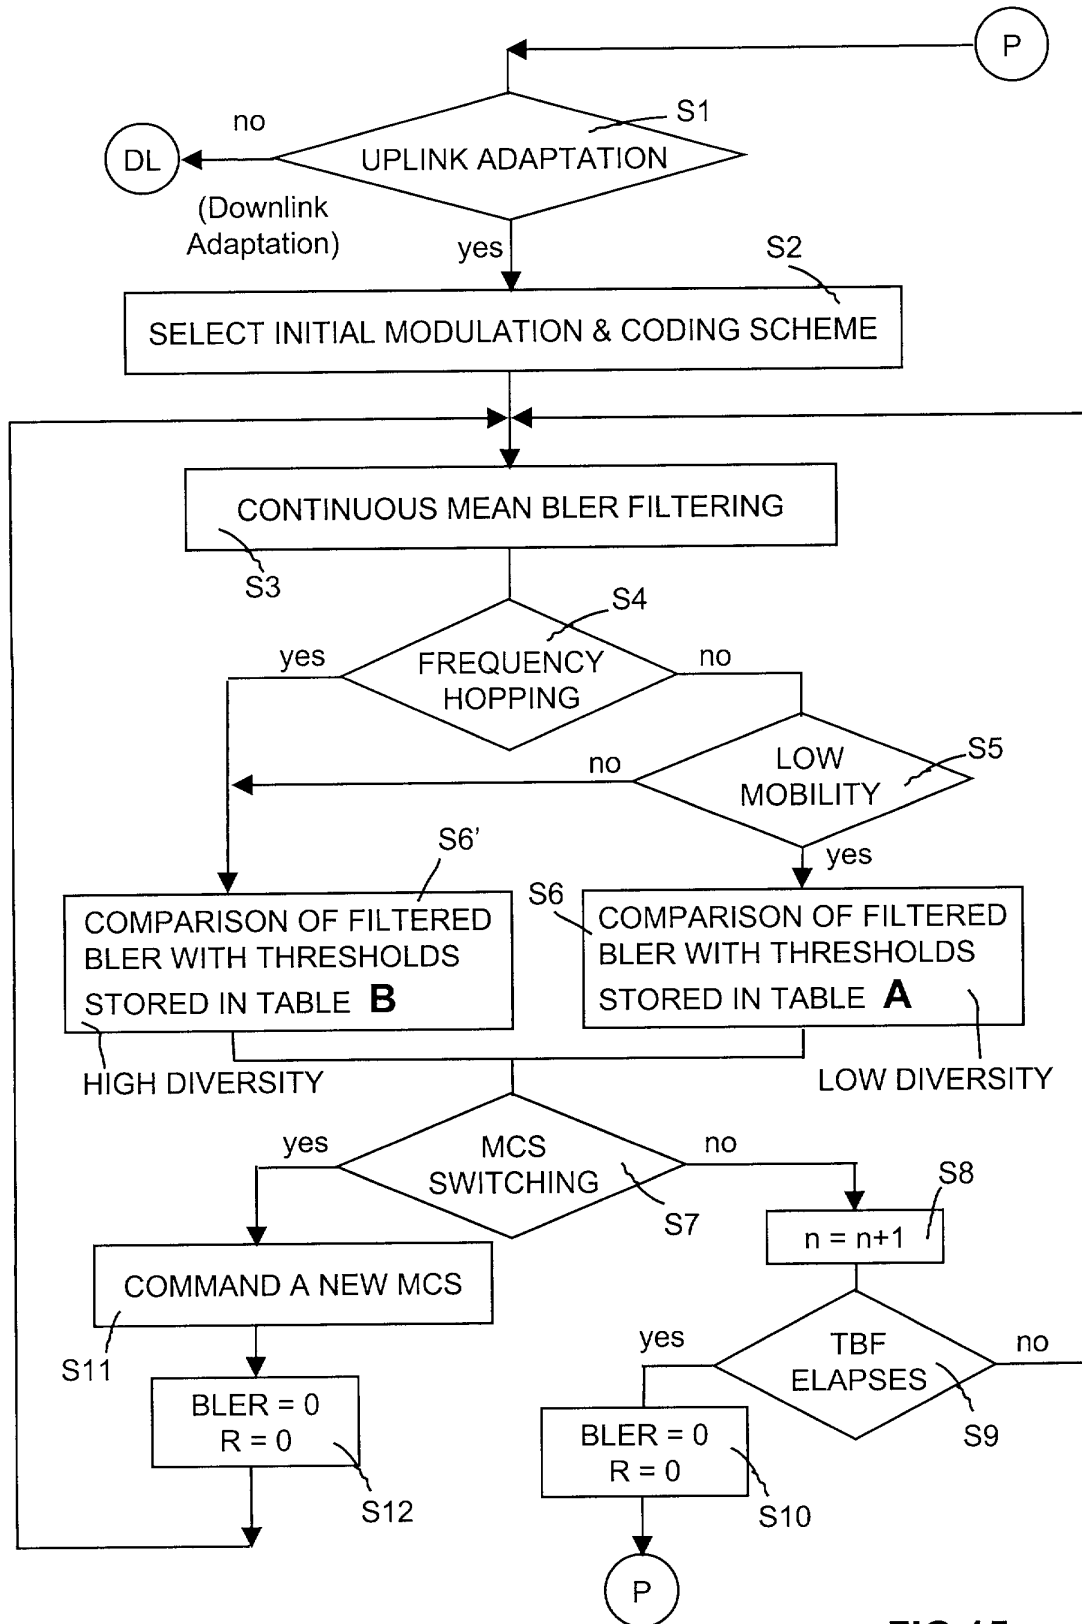 P
S1
no
DL
UPLINK ADAPTATION
(Downlink
Adaptation)
yes
S2
SELECT INITIAL MODULATION & CODING SCHEME
CONTINUOUS MEAN BLER FILTERING
S3
S4
yes
FREQUENCY
HOPPING
no
S5
LOW
MOBILITY
no
yes
S6’
COMPARISON OF FILTERED
BLER WITH THRESHOLDS
STORED IN TABLE B
HIGH DIVERSITY
S6
COMPARISON OF FILTERED
BLER WITH THRESHOLDS
STORED IN TABLE A
LOW DIVERSITY
yes
MCS
SWITCHING
no
S7
S8
n = n+1
COMMAND A NEW MCS
S11
yes
TBF
ELAPSES
no
S9
BLER = 0
R = 0
S12
BLER = 0
R = 0
S10
P